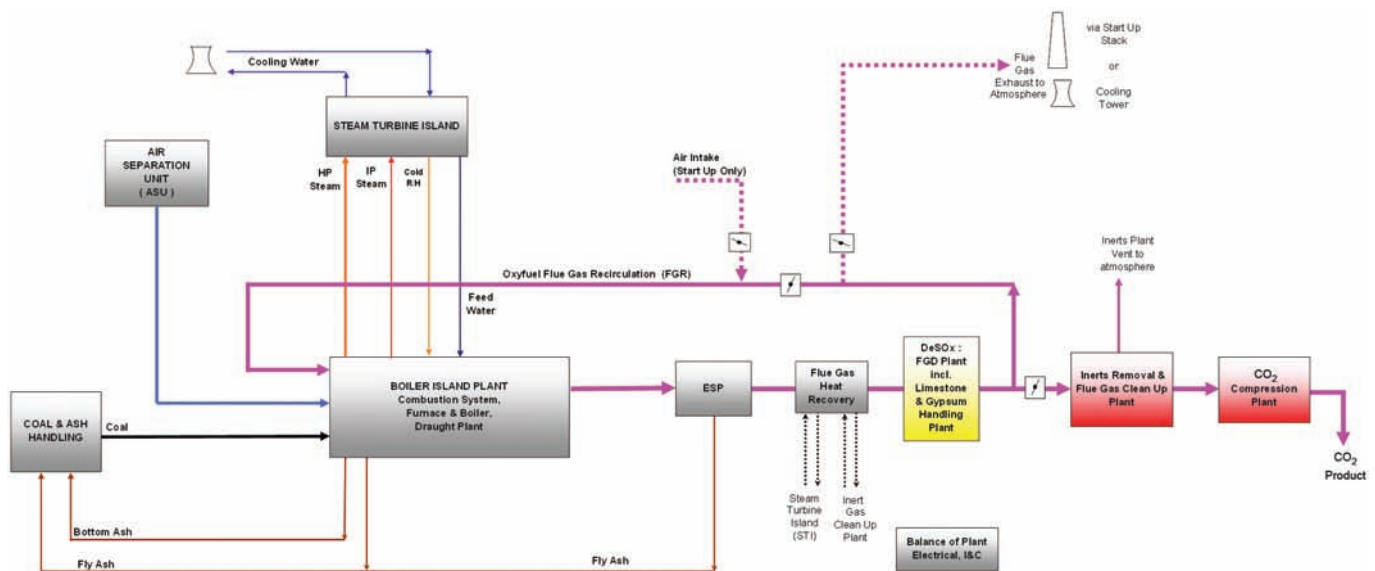 via Start Up
Stack
or
Cooling
Tower
Flue
Gas
Exhaust to
Atmosphere
Cooling Water
STEAM TURBINE ISLAND
AIR
SEPARATION
UNIT
( ASU )
HP
Steam
IP
Steam
Cold
RH
Air Intake
(Start Up Only)
Inerts Plant
Vent to
atmosphere
Oxyfuel Flue Gas Recirculation (FGR)
Feed
Water
BOILER ISLAND PLANT
Combustion System,
Furnace & Boiler,
Draught Plant
ESP
Flue Gas
Heat
Recovery
DeSOx :
FGD Plant
Incl.
Limestone
& Gypsum
Handling
Plant
Inerts Removal &
Flue Gas Clean Up
Plant
CO2
Compression
Plant
COAL & ASH
HANDLING
Coal
CO2
Product
Steam
Turbine
Island
(STI)
Inert
Gas
Clean Up
Plant
Bottom Ash
Fly Ash
Fly Ash
Balance of Plant
Electrical, I&C